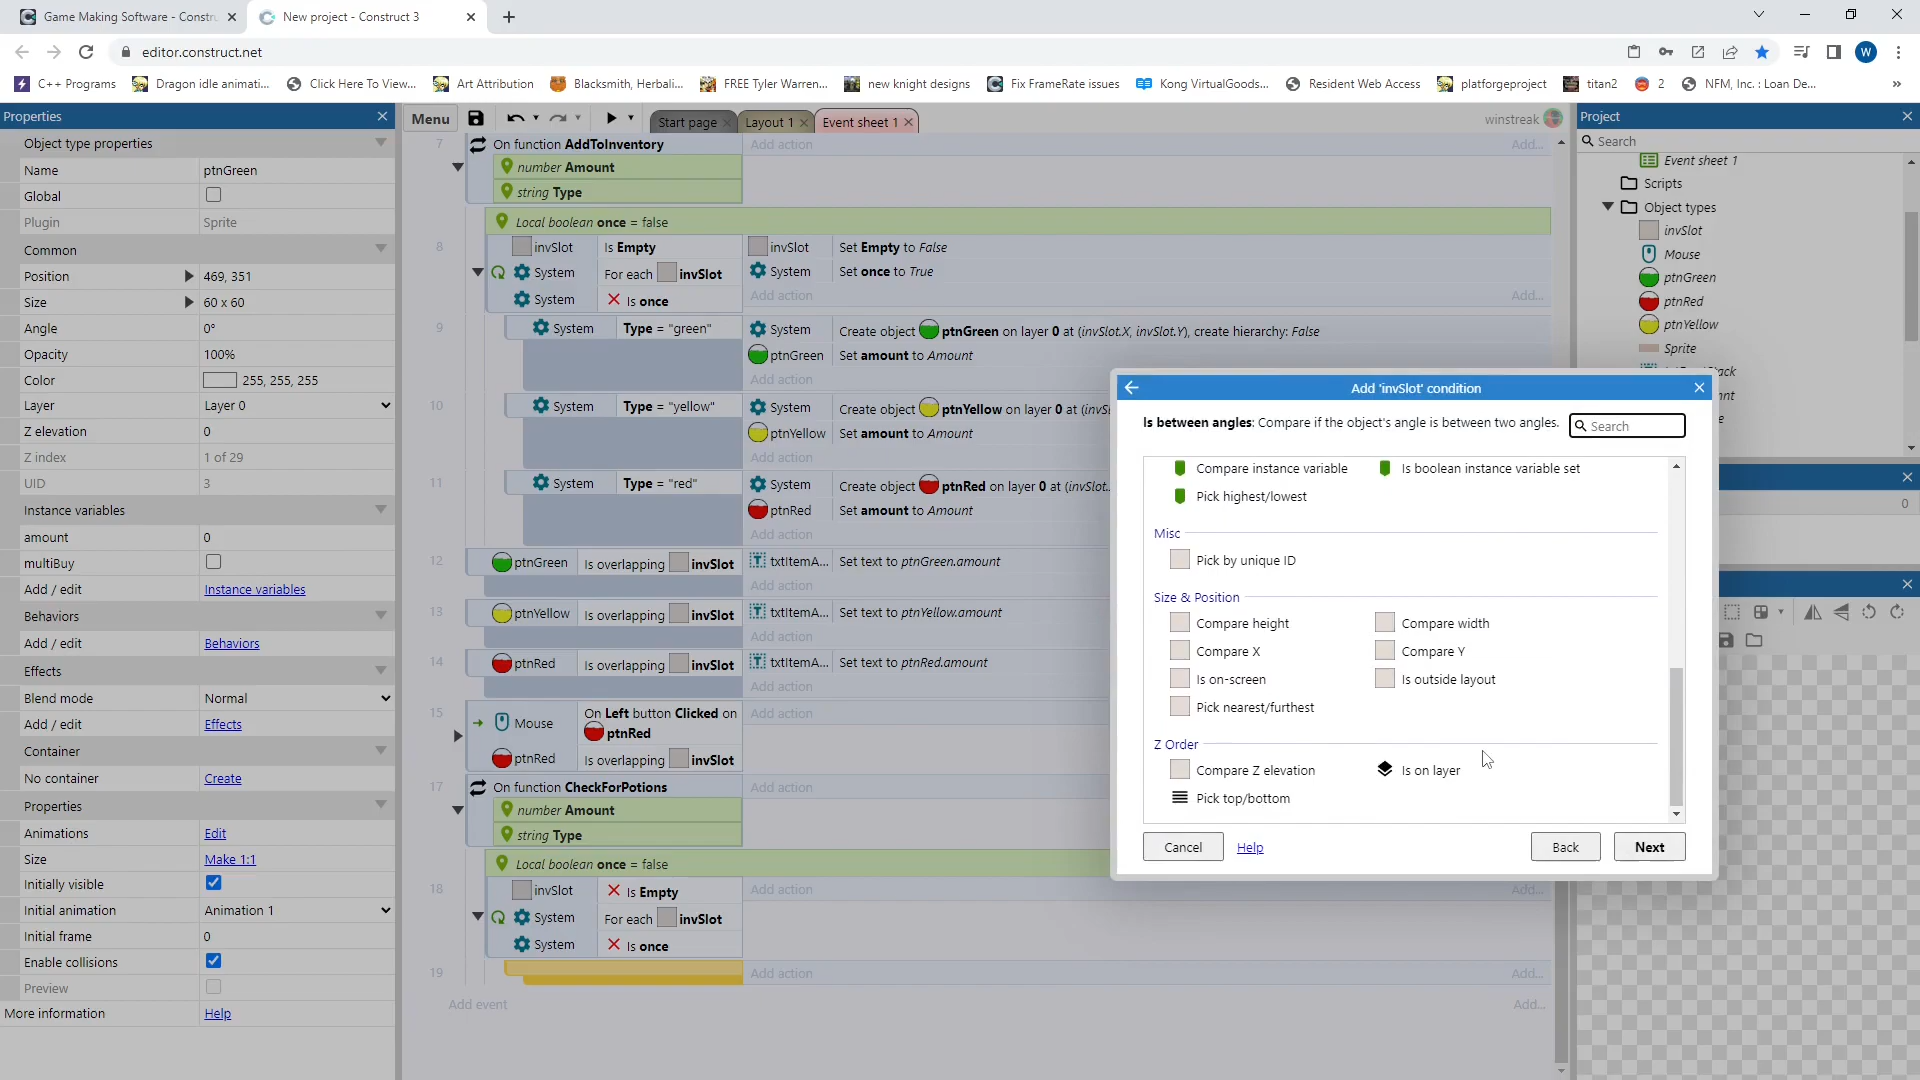 Game Making Software - Constru
New project - Construct 3
editor.construct.net
W
C++ Programs
Dragon idle animati...
Click Here To View...
Art Attribution
Blacksmith, Herbali...
FREE Tyler Warren...
new knight designs
Fix FrameRate issues
Kong VirtualGoods...
Resident Web Access
platforgeproject
titan2
2
NFM, Inc. : Loan De...
»
Properties
Menu
Start page
Layout 1
Event sheet 1
winstreak
Project
Object type properties
Name ptnGreen
Global
Plugin Sprite
Common
Position 469, 351
Size 60 x 60
Angle 0°
Opacity 100%
Color 255, 255, 255
Layer Layer 0
Z elevation 0
Z index 1 of 29
UID 3
Instance variables
amount 0
multiBuy
Add / edit Instance variables
Behaviors
Add / edit Behaviors
Effects
Blend mode Normal
Add / edit Effects
Container
No container Create
Properties
Animations Edit
Size Make 1:1
Initially visible
Initial animation Animation 1
Initial frame 0
Enable collisions
Preview
More information Help
7 On function AddToInventory Add action Add...
number Amount
string Type
Local boolean once = false
8 invSlot Is Empty invSlot Set Empty to False
System For each invSlot System Set once to True
System Is once Add action Add...
9 System Type = "green" System Create object ptnGreen on layer 0 at (invSlot.X, invSlot.Y), create hierarchy: False
ptnGreen Set amount to Amount
Add action
10 System Type = "yellow" System Create object ptnYellow on layer 0 at (invS
ptnYellow Set amount to Amount
Add action
11 System Type = "red" System Create object ptnRed on layer 0 at (invSlot.
ptnRed Set amount to Amount
Add action
12 ptnGreen Is overlapping invSlot txtItemA... Set text to ptnGreen.amount
Add action
13 ptnYellow Is overlapping invSlot txtItemA... Set text to ptnYellow.amount
Add action
14 ptnRed Is overlapping invSlot txtItemA... Set text to ptnRed.amount
Add action
15 Mouse On Left button Clicked on ptnRed Add action
ptnRed Is overlapping invSlot
17 On function CheckForPotions Add action
number Amount
string Type
Local boolean once = false
18 invSlot Is Empty Add action Add...
System For each invSlot
System Is once
19 Add action Add...
Add event Add...
Add 'invSlot' condition
Is between angles: Compare if the object's angle is between two angles.
Search
Compare instance variable Is boolean instance variable set
Pick highest/lowest
Misc
Pick by unique ID
Size & Position
Compare height Compare width
Compare X Compare Y
Is on-screen Is outside layout
Pick nearest/furthest
Z Order
Compare Z elevation Is on layer
Pick top/bottom
Cancel Help Back Next
Search
Event sheet 1
Scripts
Object types
invSlot
Mouse
ptnGreen
ptnRed
ptnYellow
Sprite
0